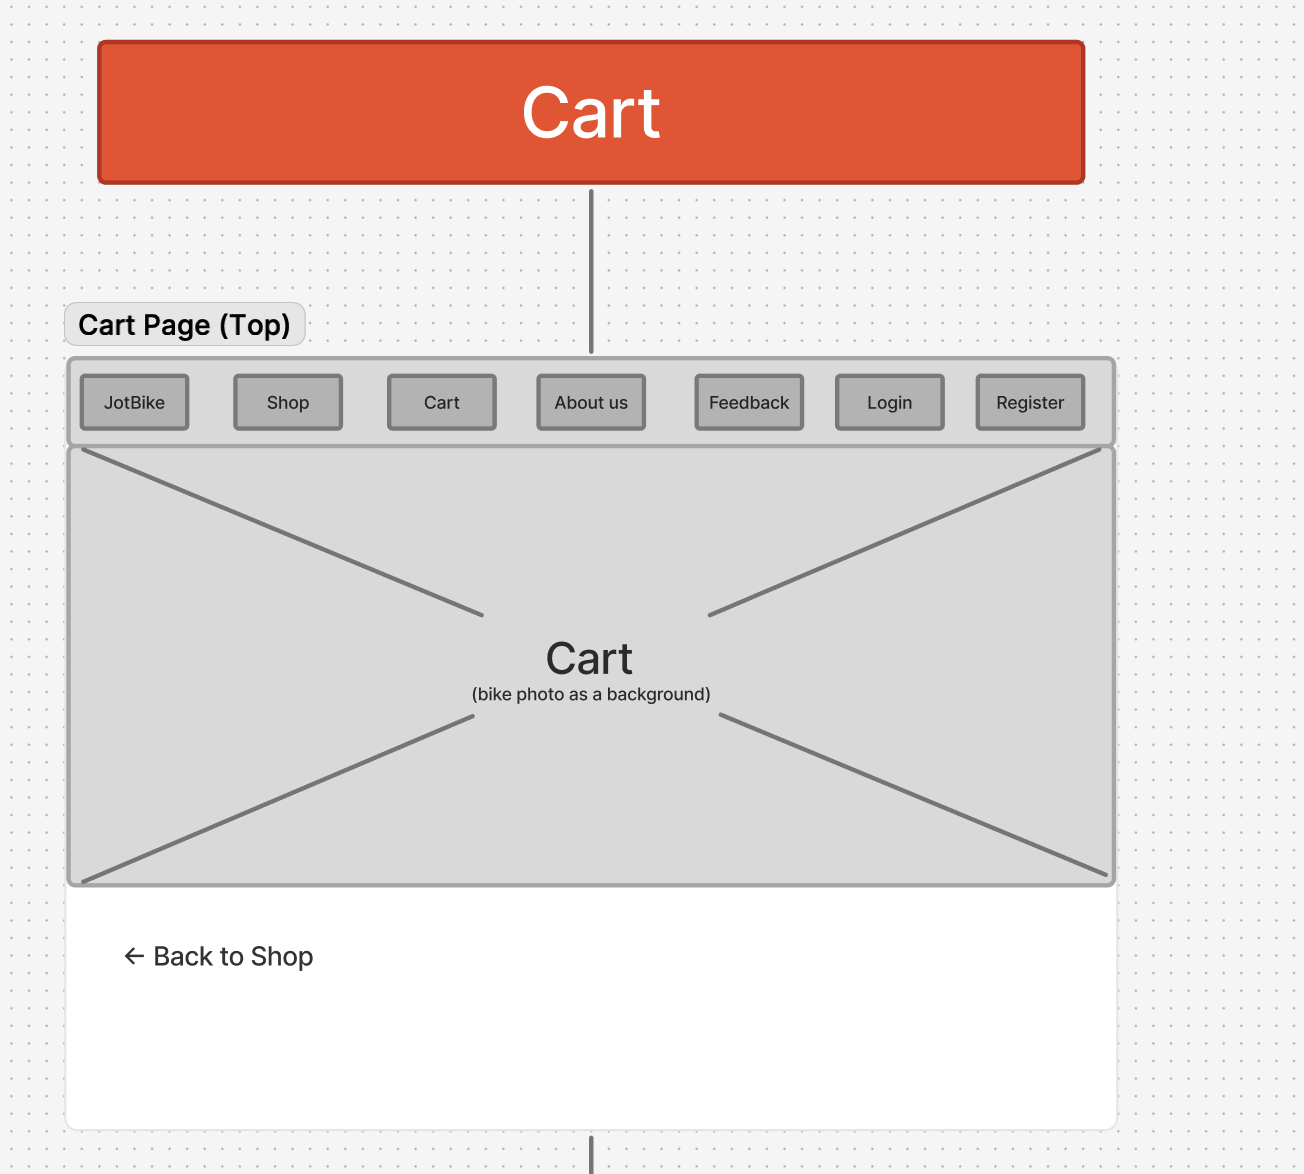 Cart
Cart Page (Top)
JotBike
Shop
Cart
About us
Feedback
Login
Register
Cart
(bike photo as a background)
← Back to Shop